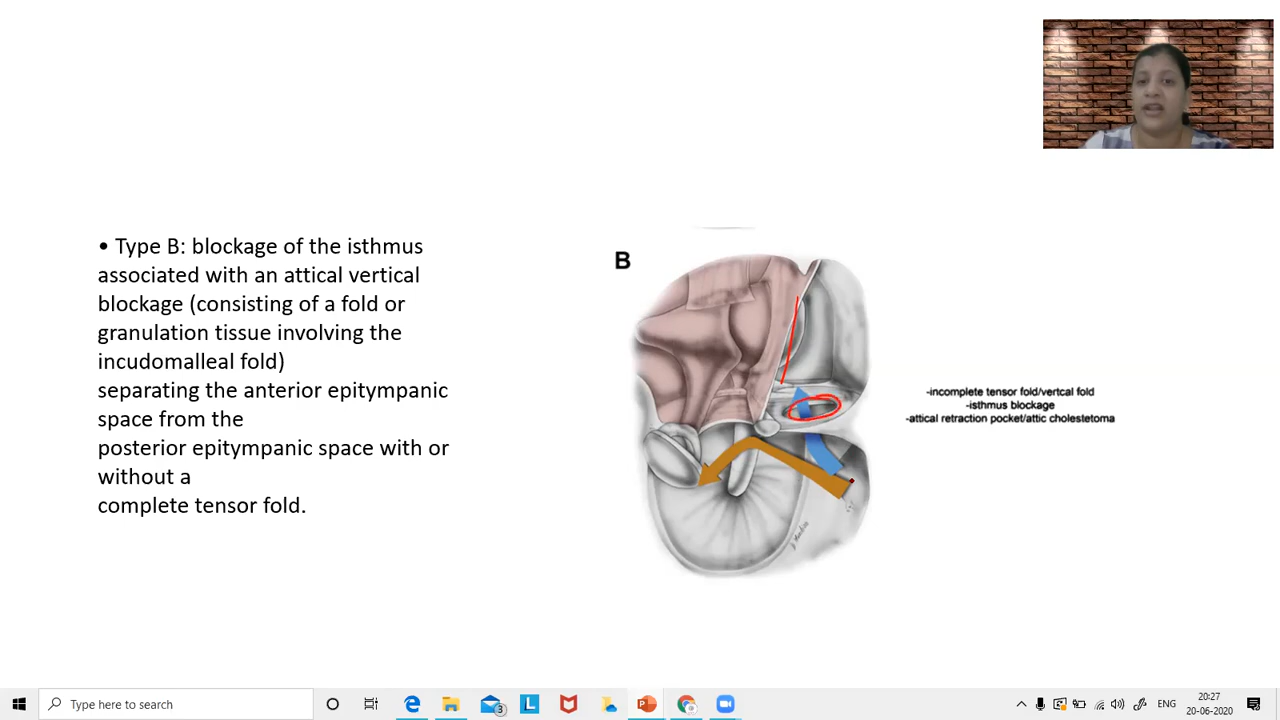 • Type B: blockage of the isthmus
associated with an attical vertical
blockage (consisting of a fold or
granulation tissue involving the
incudomalleal fold)
separating the anterior epitympanic
space from the
posterior epitympanic space with or
without a
complete tensor fold.
B
-incomplete tensor fold/vertcal fold
-isthmus blockage
-attical retraction pocket/attic cholestetoma
Type here to search
3
L
ENG
20:27
20-06-2020